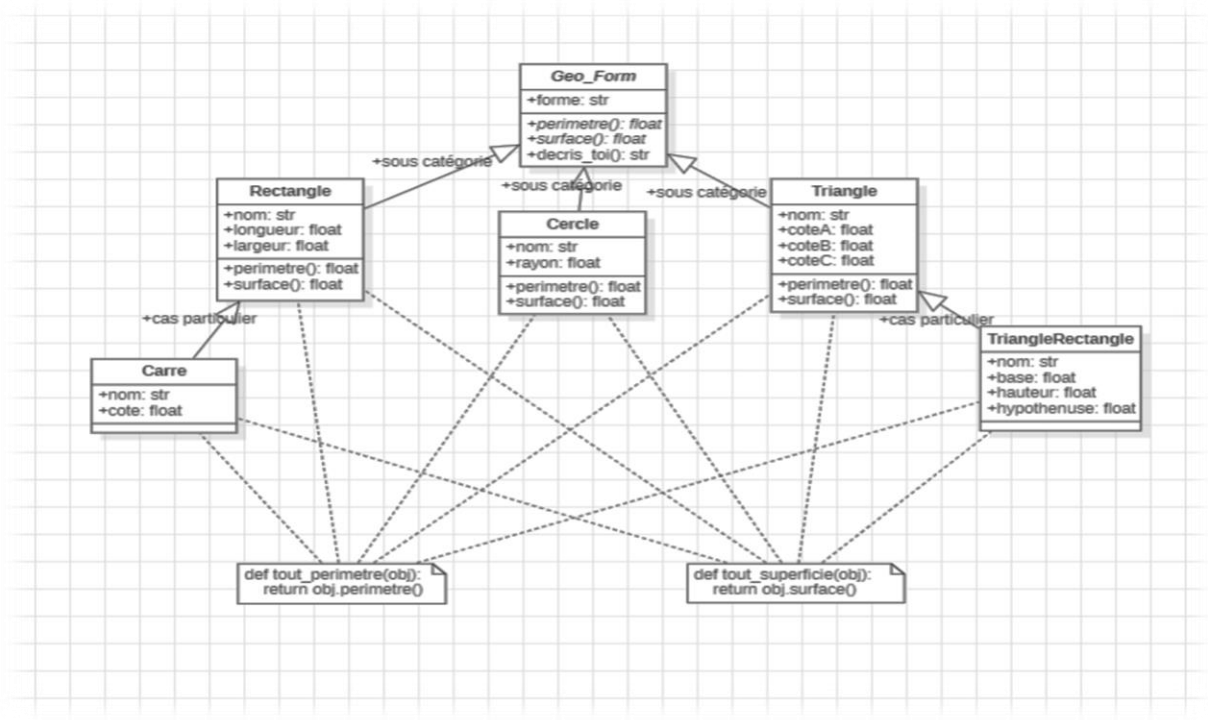 Geo_Form
+forme: str
+perimetre(): float
+surface(): float
+decris_toi(): str
+sous catégorie
+sous catégorie
+sous catégorie
Rectangle
+nom: str
+longueur: float
+largeur: float
+perimetre(): float
+surface(): float
Cercle
+nom: str
+rayon: float
+perimetre(): float
+surface(): float
Triangle
+nom: str
+coteA: float
+coteB: float
+coteC: float
+perimetre(): float
+surface(): float
+cas particulier
+cas particulier
Carre
+nom: str
+cote: float
TriangleRectangle
+nom: str
+base: float
+hauteur: float
+hypothenuse: float
def tout_perimetre(obj):
return obj.perimetre()
def tout_superficie(obj):
return obj.surface()